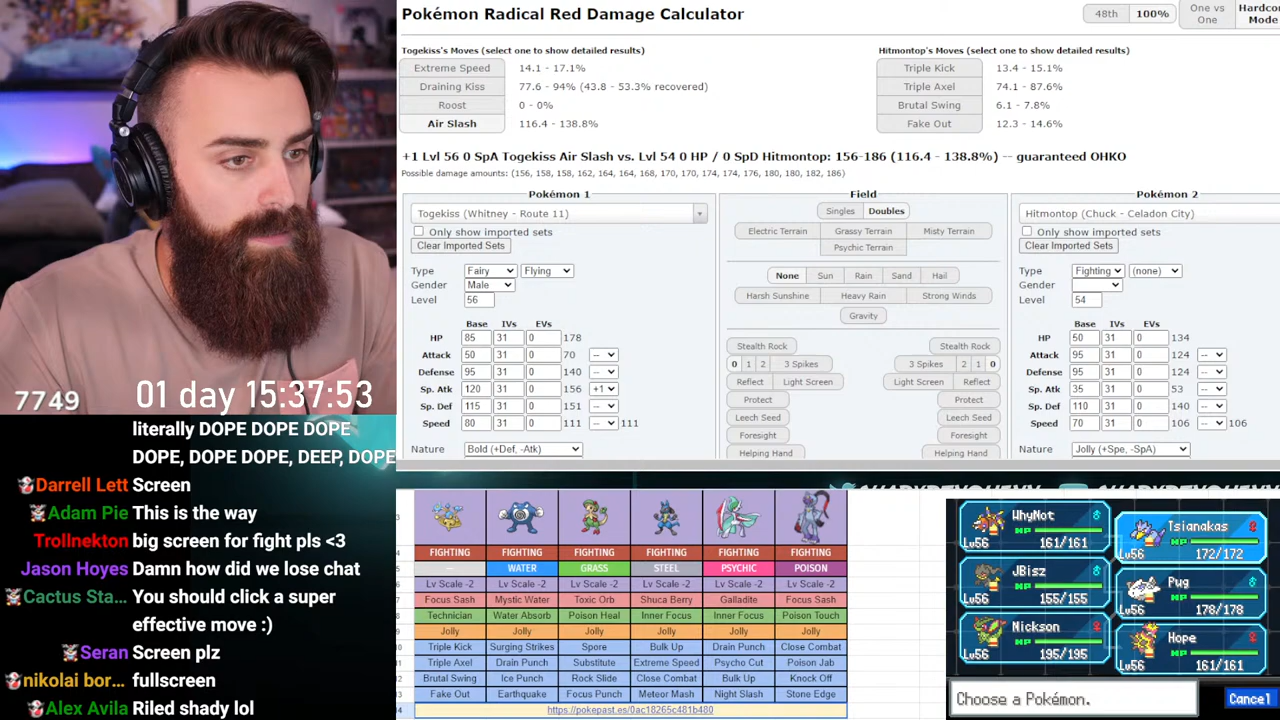 Pokémon Radical Red Damage Calculator
48th 100% One vs One Hardcore Mode
Togekiss's Moves (select one to show detailed results)
Extreme Speed 14.1 - 17.1%
Draining Kiss 77.6 - 94% (43.8 - 53.3% recovered)
Roost 0 - 0%
Air Slash 116.4 - 138.8%
Hitmontop's Moves (select one to show detailed results)
Triple Kick 13.4 - 15.1%
Triple Axel 74.1 - 87.6%
Brutal Swing 6.1 - 7.8%
Fake Out 12.3 - 14.6%
+1 Lvl 56 0 SpA Togekiss Air Slash vs. Lvl 54 0 HP / 0 SpD Hitmontop: 156-186 (116.4 - 138.8%) -- guaranteed OHKO
Possible damage amounts: (156, 158, 158, 162, 164, 164, 168, 170, 170, 174, 174, 176, 180, 180, 182, 186)
Pokémon 1
Togekiss (Whitney - Route 11)
Only show imported sets
Clear Imported Sets
Type Fairy Flying
Gender Male
Level 56
Base IVs EVs
HP 85 31 0 178
Attack 50 31 0 70 --
Defense 95 31 0 140 --
Sp. Atk 120 31 0 156 +1
Sp. Def 115 31 0 151 --
Speed 80 31 0 111 -- 111
Nature Bold (+Def, -Atk)
Field
Singles Doubles
Electric Terrain Grassy Terrain Misty Terrain
Psychic Terrain
None Sun Rain Sand Hail
Harsh Sunshine Heavy Rain Strong Winds
Gravity
Stealth Rock Stealth Rock
0 1 2 3 Spikes 3 Spikes 2 1 0
Reflect Light Screen Light Screen Reflect
Protect Protect
Leech Seed Leech Seed
Foresight Foresight
Helping Hand Helping Hand
Pokémon 2
Hitmontop (Chuck - Celadon City)
Only show imported sets
Clear Imported Sets
Type Fighting (none)
Gender
Level 54
Base IVs EVs
HP 50 31 0 134
Attack 95 31 0 124 --
Defense 95 31 0 124 --
Sp. Atk 35 31 0 53 --
Sp. Def 110 31 0 140 --
Speed 70 31 0 106 -- 106
Nature Jolly (+Spe, -SpA)
7749 01 day 15:37:53
literally DOPE DOPE DOPE
DOPE, DOPE DOPE, DEEP, DOPE
Darrell Lett Screen
Adam Pie This is the way
Trollnekton big screen for fight pls <3
Jason Hoyes Damn how did we lose chat
Cactus Sta... You should click a super
effective move :)
Seran Screen plz
nikolai bor... fullscreen
Alex Avila Riled shady lol
FIGHTING FIGHTING FIGHTING FIGHTING FIGHTING FIGHTING
-- WATER GRASS STEEL PSYCHIC POISON
Lv Scale -2 Lv Scale -2 Lv Scale -2 Lv Scale -2 Lv Scale -2 Lv Scale -2
Focus Sash Mystic Water Toxic Orb Shuca Berry Galladite Focus Sash
Technician Water Absorb Poison Heal Inner Focus Inner Focus Poison Touch
Jolly Jolly Jolly Jolly Jolly Jolly
Triple Kick Surging Strikes Spore Bulk Up Drain Punch Close Combat
Triple Axel Drain Punch Substitute Extreme Speed Psycho Cut Poison Jab
Brutal Swing Ice Punch Rock Slide Close Combat Bulk Up Knock Off
Fake Out Earthquake Focus Punch Meteor Mash Night Slash Stone Edge
https://pokepast.es/0ac18265c481b480
WhyNot
Lv56 HP 161/161
JBisz
Lv56 HP 155/155
Nickson
Lv56 HP 195/195
Tsianakas
Lv56 HP 172/172
Pug
Lv56 HP 178/178
Hope
Lv56 HP 161/161
Choose a Pokémon.
Cancel